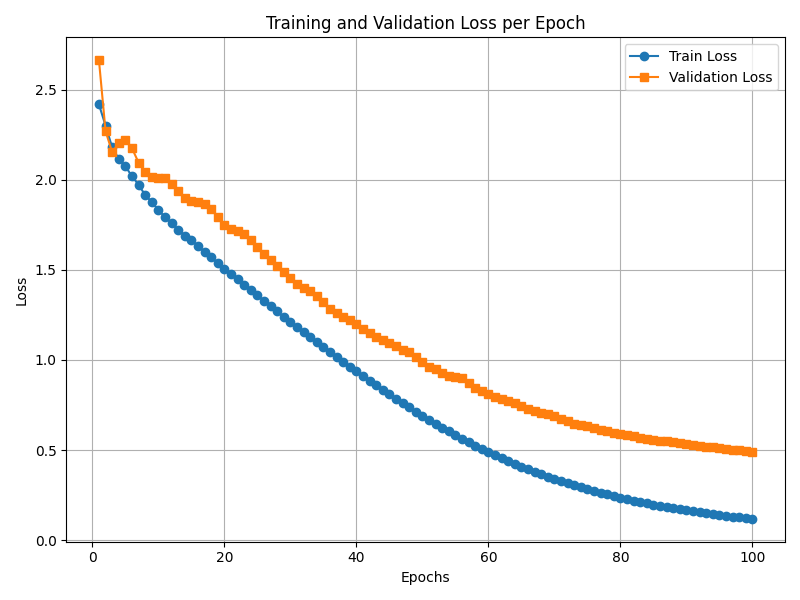 Training and Validation Loss per Epoch
Train Loss
Validation Loss
2.5
2.0
1.5
1.0
0.5
0.0
Loss
0 20 40 60 80 100
Epochs